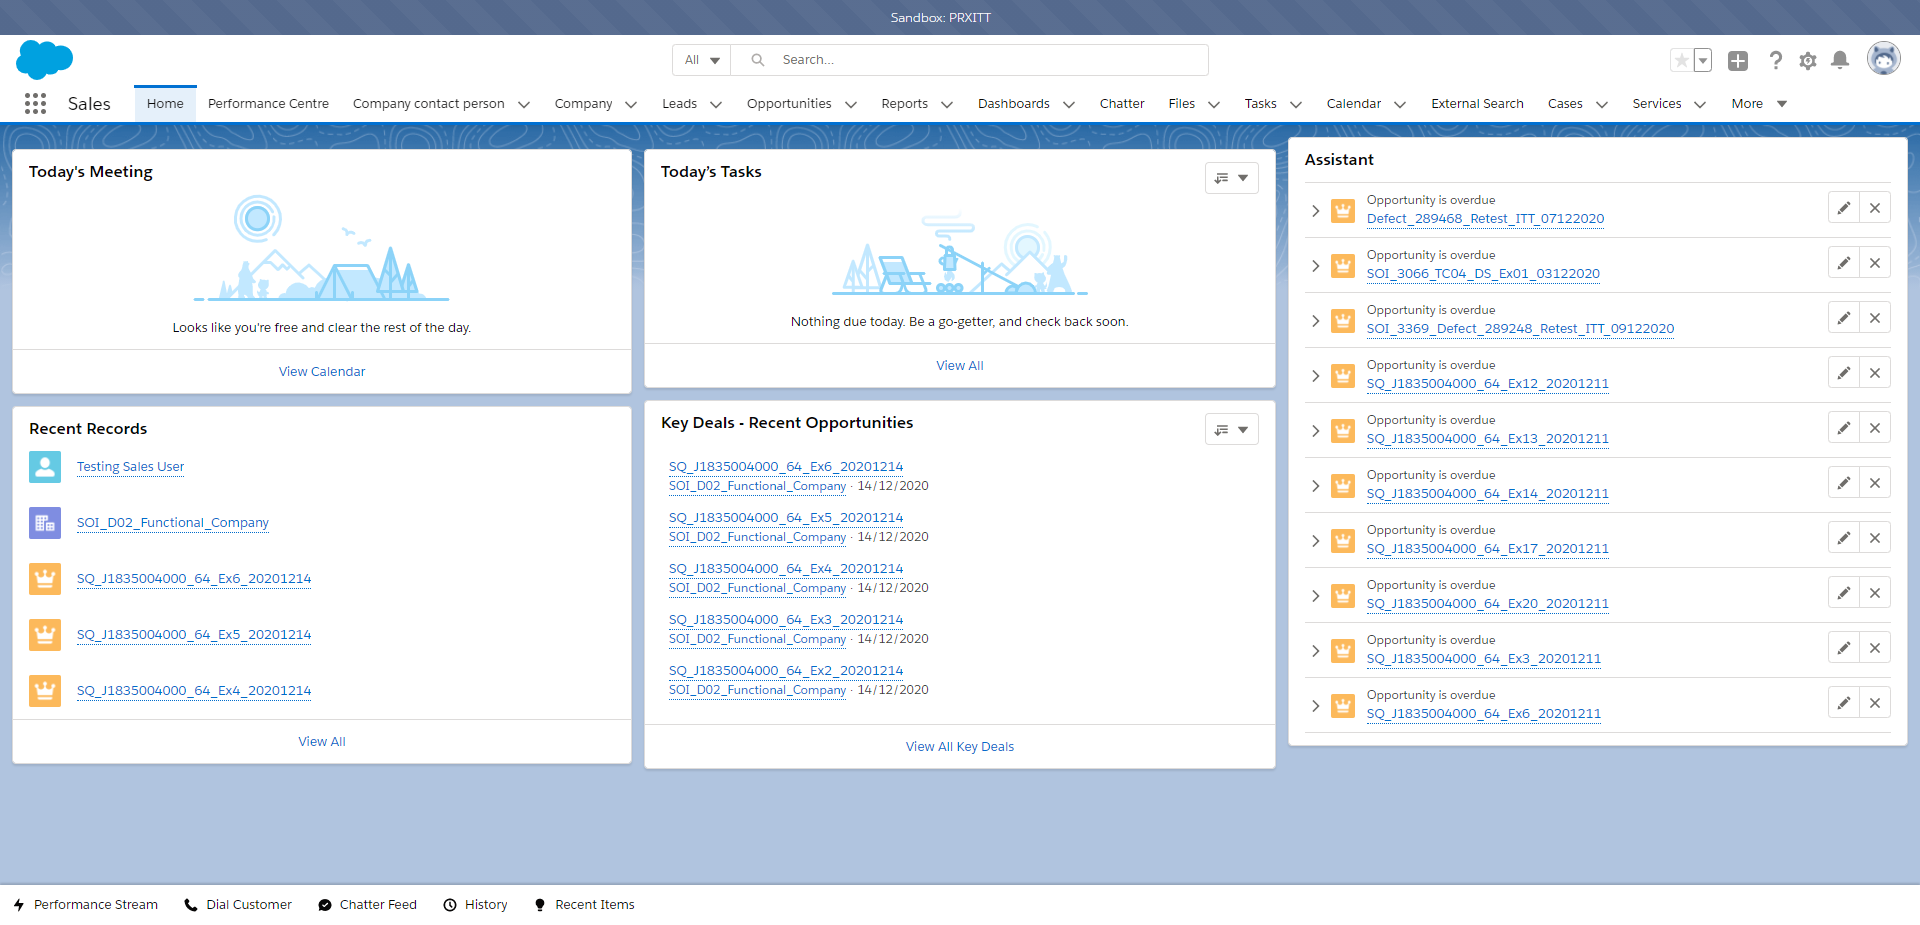 Sandbox: PRXITT
All
Search...
Sales
Home
Performance Centre
Company contact person
Company
Leads
Opportunities
Reports
Dashboards
Chatter
Files
Tasks
Calendar
External Search
Cases
Services
More
Today's Meeting
Looks like you're free and clear the rest of the day.
View Calendar
Recent Records
Testing Sales User
SOI_D02_Functional_Company
SQ_J1835004000_64_Ex6_20201214
SQ_J1835004000_64_Ex5_20201214
SQ_J1835004000_64_Ex4_20201214
View All
Today’s Tasks
Nothing due today. Be a go-getter, and check back soon.
View All
Key Deals - Recent Opportunities
SQ_J1835004000_64_Ex6_20201214
SOI_D02_Functional_Company · 14/12/2020
SQ_J1835004000_64_Ex5_20201214
SOI_D02_Functional_Company · 14/12/2020
SQ_J1835004000_64_Ex4_20201214
SOI_D02_Functional_Company · 14/12/2020
SQ_J1835004000_64_Ex3_20201214
SOI_D02_Functional_Company · 14/12/2020
SQ_J1835004000_64_Ex2_20201214
SOI_D02_Functional_Company · 14/12/2020
View All Key Deals
Assistant
Opportunity is overdue
Defect_289468_Retest_ITT_07122020
Opportunity is overdue
SOI_3066_TC04_DS_Ex01_03122020
Opportunity is overdue
SOI_3369_Defect_289248_Retest_ITT_09122020
Opportunity is overdue
SQ_J1835004000_64_Ex12_20201211
Opportunity is overdue
SQ_J1835004000_64_Ex13_20201211
Opportunity is overdue
SQ_J1835004000_64_Ex14_20201211
Opportunity is overdue
SQ_J1835004000_64_Ex17_20201211
Opportunity is overdue
SQ_J1835004000_64_Ex20_20201211
Opportunity is overdue
SQ_J1835004000_64_Ex3_20201211
Opportunity is overdue
SQ_J1835004000_64_Ex6_20201211
Performance Stream
Dial Customer
Chatter Feed
History
Recent Items